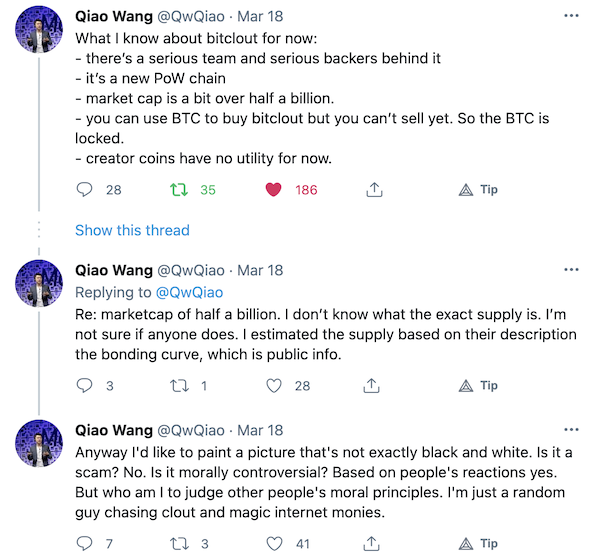 Qiao Wang @QwQiao · Mar 18
What I know about bitclout for now:
- there's a serious team and serious backers behind it
- it's a new PoW chain
- market cap is a bit over half a billion.
- you can use BTC to buy bitclout but you can't sell yet. So the BTC is
locked.
- creator coins have no utility for now.
28 35 186 Tip
Show this thread
Qiao Wang @QwQiao · Mar 18
Replying to @QwQiao
Re: marketcap of half a billion. I don't know what the exact supply is. I'm
not sure if anyone does. I estimated the supply based on their description
the bonding curve, which is public info.
3 1 28 Tip
Qiao Wang @QwQiao · Mar 18
Anyway I'd like to paint a picture that's not exactly black and white. Is it a
scam? No. Is it morally controversial? Based on people's reactions yes.
But who am I to judge other people's moral principles. I'm just a random
guy chasing clout and magic internet monies.
7 3 41 Tip